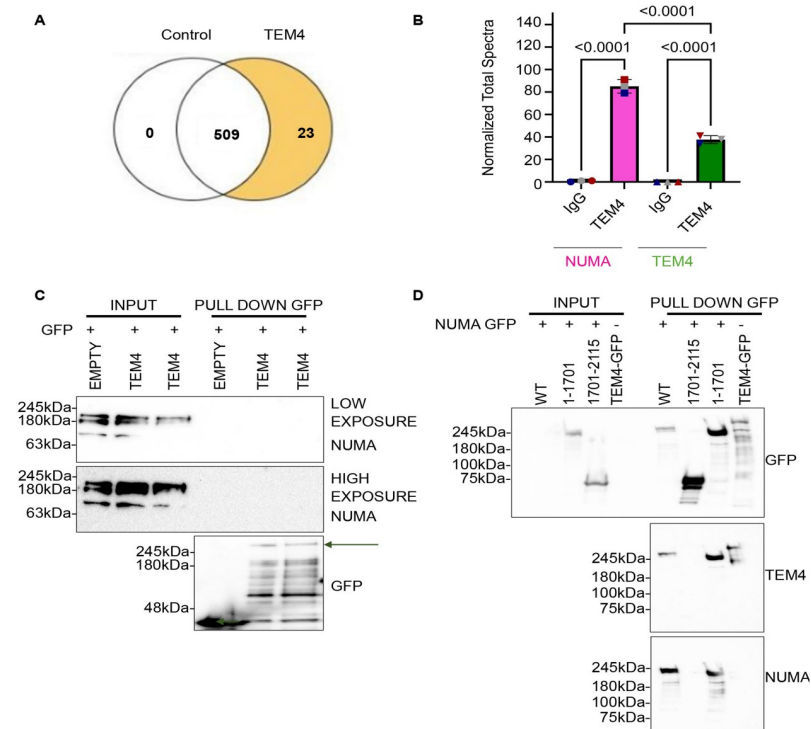 A
Control
TEM4
0
509
23
B
<0.0001
<0.0001
<0.0001
Normalized Total Spectra
140
120
100
80
60
40
20
0
IgG
TEM4
IgG
TEM4
NUMA
TEM4
C
INPUT
PULL DOWN GFP
GFP + + + + + +
EMPTY
TEM4
TEM4
EMPTY
TEM4
TEM4
245kDa-
180kDa-
63kDa-
LOW
EXPOSURE
NUMA
245kDa-
180kDa-
63kDa-
HIGH
EXPOSURE
NUMA
245kDa-
180kDa-
48kDa-
GFP
D
INPUT
PULL DOWN GFP
NUMA GFP + + + - + + + -
WT
1-1701
1701-2115
TEM4-GFP
WT
1701-2115
1-1701
TEM4-GFP
245kDa-
180kDa-
100kDa-
75kDa-
GFP
245kDa-
180kDa-
100kDa-
75kDa-
TEM4
245kDa-
180kDa-
100kDa-
75kDa-
NUMA